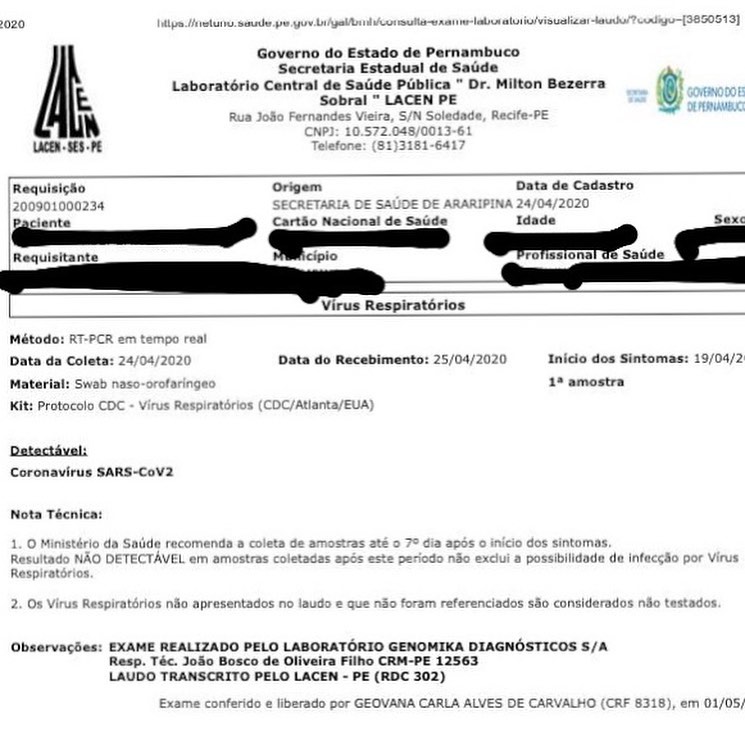 2020
https://netuno.saude.pe.gov.br/gal/bmh/consulta-exame-laboratorio/visualizar-laudo/?codigo=[3850513]
Governo do Estado de Pernambuco
Secretaria Estadual de Saúde
Laboratório Central de Saúde Pública " Dr. Milton Bezerra
Sobral " LACEN PE
Rua João Fernandes Vieira, S/N Soledade, Recife-PE
CNPJ: 10.572.048/0013-61
Telefone: (81)3181-6417
LACEN
LACEN - SES - PE
SECRETARIA
DE SAÚDE
GOVERNO DO ES
DE PERNAMBUCO
Requisição Origem Data de Cadastro
200901000234 SECRETARIA DE SAÚDE DE ARARIPINA 24/04/2020
Paciente Cartão Nacional de Saúde Idade Sexo
Requisitante Município Profissional de Saúde
Vírus Respiratórios
Método: RT-PCR em tempo real
Data da Coleta: 24/04/2020 Data do Recebimento: 25/04/2020 Início dos Sintomas: 19/04/20
Material: Swab naso-orofaríngeo 1ª amostra
Kit: Protocolo CDC - Vírus Respiratórios (CDC/Atlanta/EUA)
Detectável:
Coronavírus SARS-CoV2
Nota Técnica:
1. O Ministério da Saúde recomenda a coleta de amostras até o 7º dia após o início dos sintomas.
Resultado NÃO DETECTÁVEL em amostras coletadas após este período não exclui a possibilidade de infecção por Vírus
Respiratórios.
2. Os Vírus Respiratórios não apresentados no laudo e que não foram referenciados são considerados não testados.
Observações: EXAME REALIZADO PELO LABORATÓRIO GENOMIKA DIAGNÓSTICOS S/A
Resp. Téc. João Bosco de Oliveira Filho CRM-PE 12563
LAUDO TRANSCRITO PELO LACEN - PE (RDC 302)
Exame conferido e liberado por GEOVANA CARLA ALVES DE CARVALHO (CRF 8318), em 01/05/